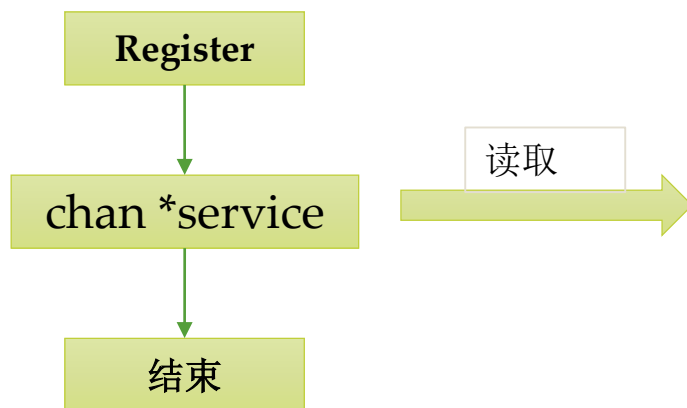 Register
读取
chan *service
结束